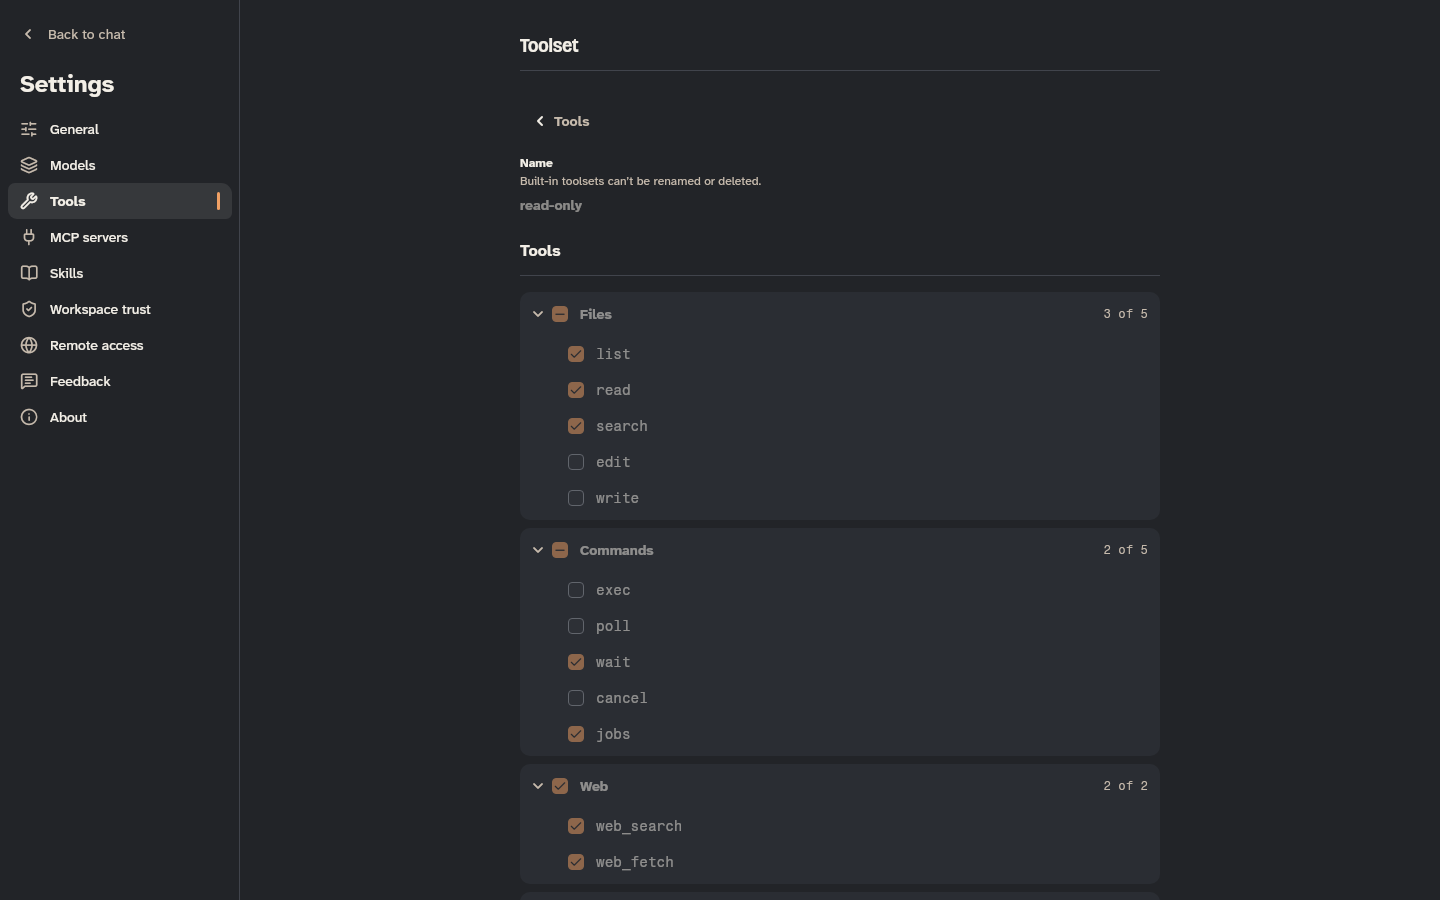 Back to chat
Settings
General
Models
Tools
MCP servers
Skills
Workspace trust
Remote access
Feedback
About
Toolset
Tools
Name
Built-in toolsets can't be renamed or deleted.
read-only
Tools
Files 3 of 5
list
read
search
edit
write
Commands 2 of 5
exec
poll
wait
cancel
jobs
Web 2 of 2
web_search
web_fetch